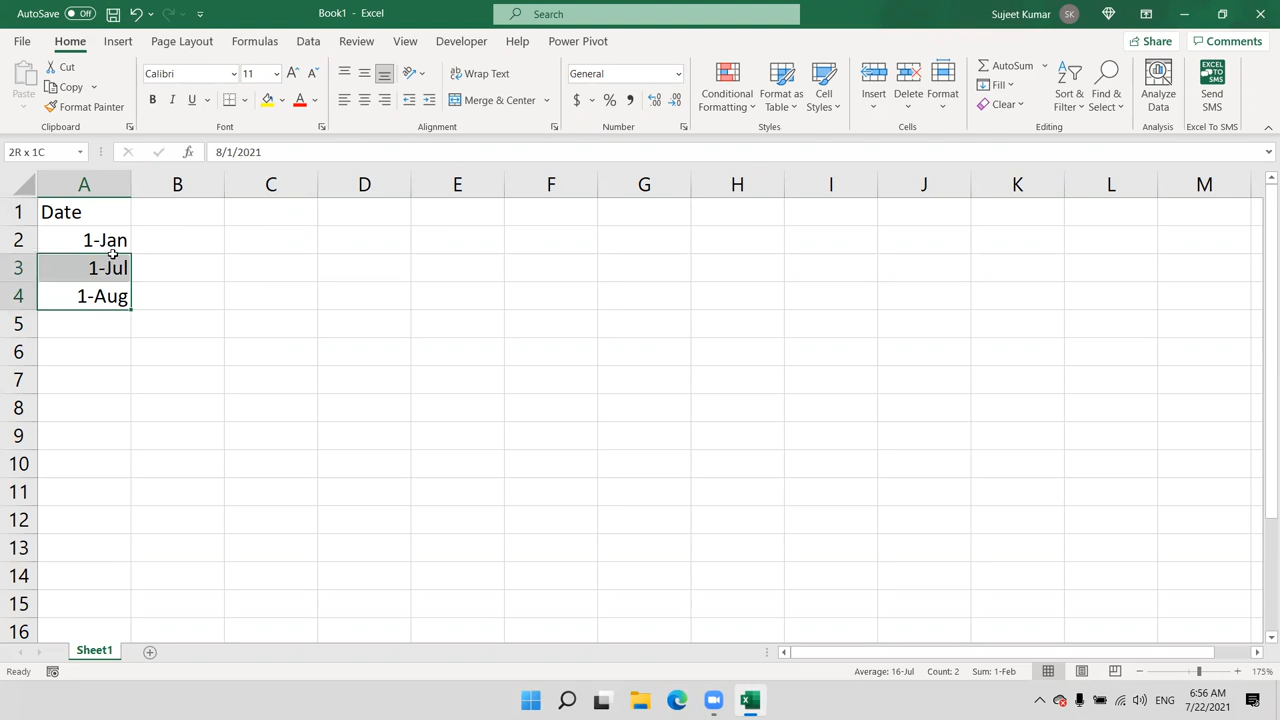 AutoSave Off Book1 - Excel Search Sujeet Kumar SK
File Home Insert Page Layout Formulas Data Review View Developer Help Power Pivot Share Comments
Paste Cut Copy Format Painter Clipboard
Calibri 11 B I U A Font
Wrap Text Merge & Center Alignment
General $ % , Number
Conditional Formatting Format as Table Cell Styles Styles
Insert Delete Format Cells
AutoSum Fill Clear Sort & Filter Find & Select Editing
Analyze Data Analysis
Send SMS Excel To SMS
2R x 1C fx 8/1/2021
A B C D E F G H I J K L M
1 Date
2 1-Jan
3 1-Jul
4 1-Aug
5
6
7
8
9
10
11
12
13
14
15
16
Sheet1
Ready Average: 16-Jul Count: 2 Sum: 1-Feb 175%
ENG 6:56 AM
7/22/2021